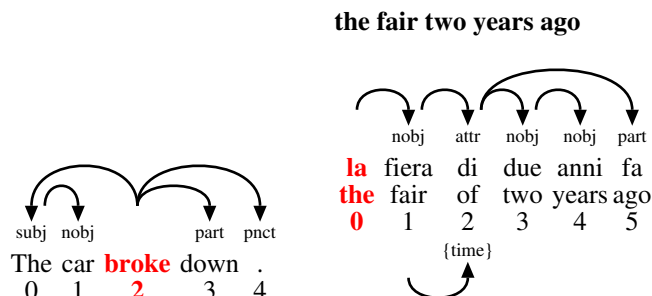 the fair two years ago
nobj attr nobj nobj part
la fiera di due anni fa
the fair of two years ago
0 1 2 3 4 5
{time}
subj nobj part pnct
The car broke down .
0 1 2 3 4